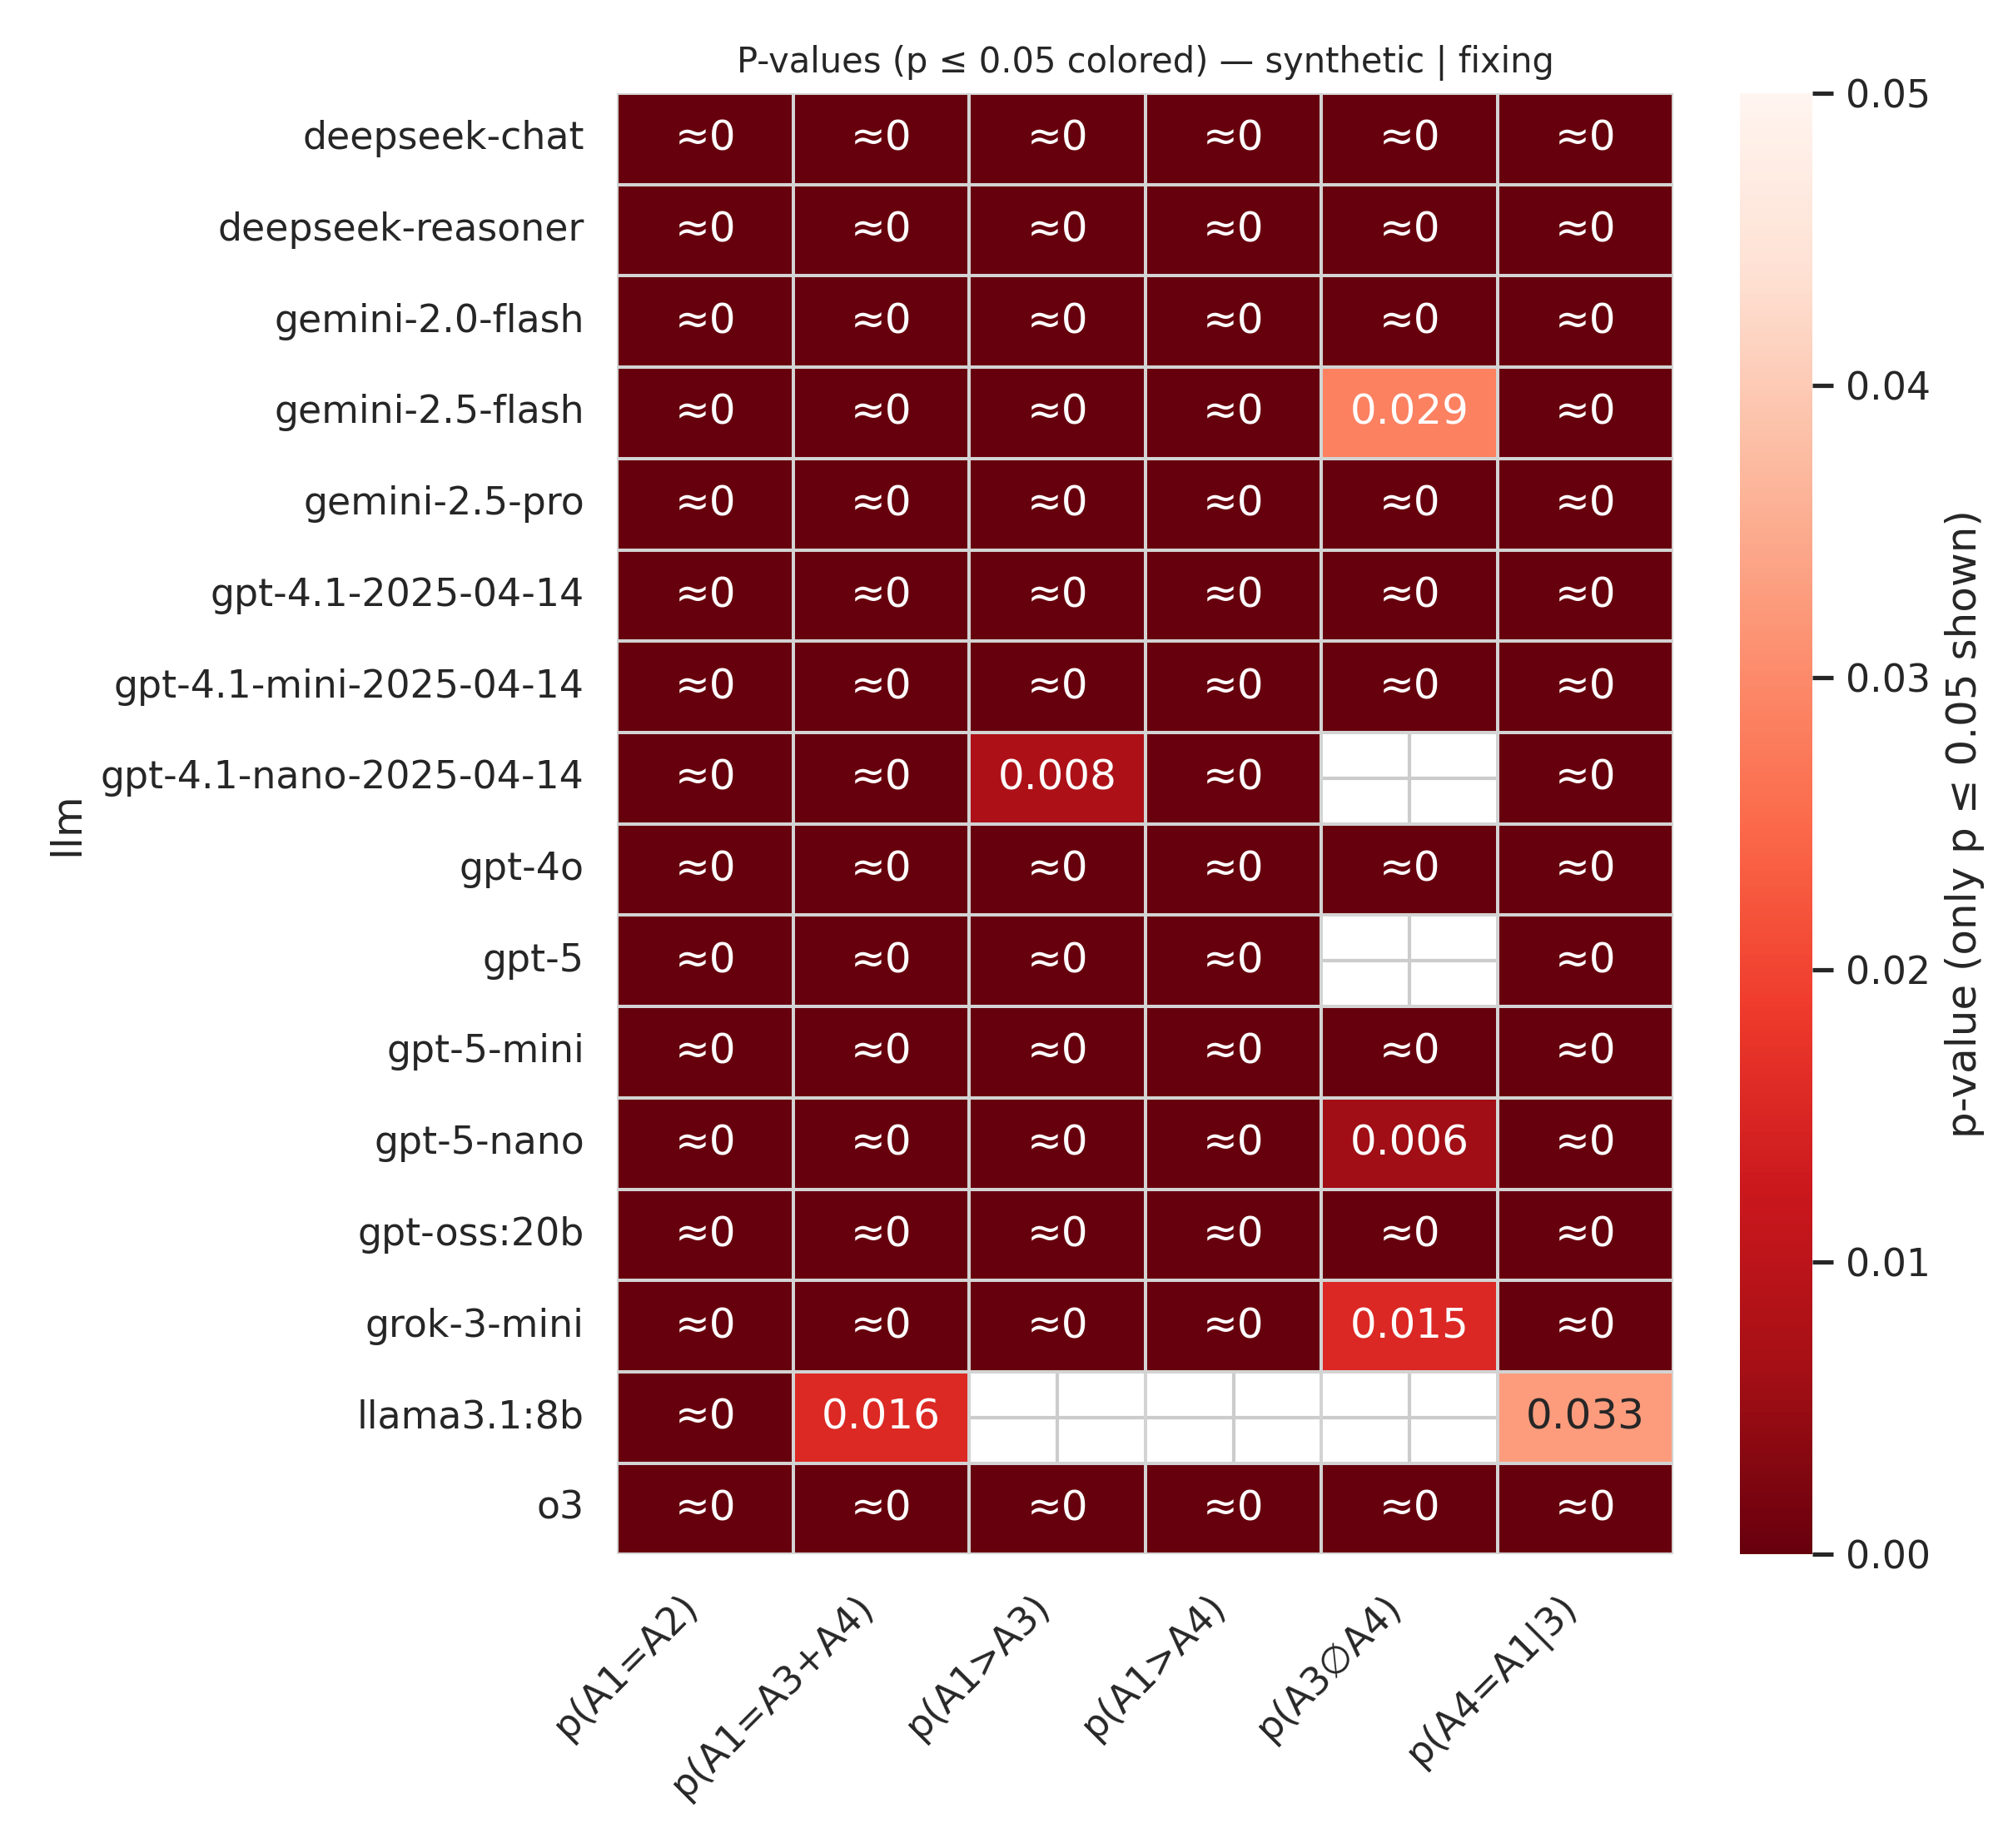 P-values (p ≤ 0.05 colored) — synthetic | fixing
deepseek-chat ≈0 ≈0 ≈0 ≈0 ≈0 ≈0
deepseek-reasoner ≈0 ≈0 ≈0 ≈0 ≈0 ≈0
gemini-2.0-flash ≈0 ≈0 ≈0 ≈0 ≈0 ≈0
gemini-2.5-flash ≈0 ≈0 ≈0 ≈0 0.029 ≈0
gemini-2.5-pro ≈0 ≈0 ≈0 ≈0 ≈0 ≈0
gpt-4.1-2025-04-14 ≈0 ≈0 ≈0 ≈0 ≈0 ≈0
gpt-4.1-mini-2025-04-14 ≈0 ≈0 ≈0 ≈0 ≈0 ≈0
gpt-4.1-nano-2025-04-14 ≈0 ≈0 0.008 ≈0 ≈0
gpt-4o ≈0 ≈0 ≈0 ≈0 ≈0 ≈0
gpt-5 ≈0 ≈0 ≈0 ≈0 ≈0
gpt-5-mini ≈0 ≈0 ≈0 ≈0 ≈0 ≈0
gpt-5-nano ≈0 ≈0 ≈0 ≈0 0.006 ≈0
gpt-oss:20b ≈0 ≈0 ≈0 ≈0 ≈0 ≈0
grok-3-mini ≈0 ≈0 ≈0 ≈0 0.015 ≈0
llama3.1:8b ≈0 0.016 0.033
o3 ≈0 ≈0 ≈0 ≈0 ≈0 ≈0
llm
p(A1=A2)
p(A1=A3+A4)
p(A1>A3)
p(A1>A4)
p(A3∅A4)
p(A4=A1|3)
0.05
0.04
0.03
0.02
0.01
0.00
p-value (only p ≤ 0.05 shown)